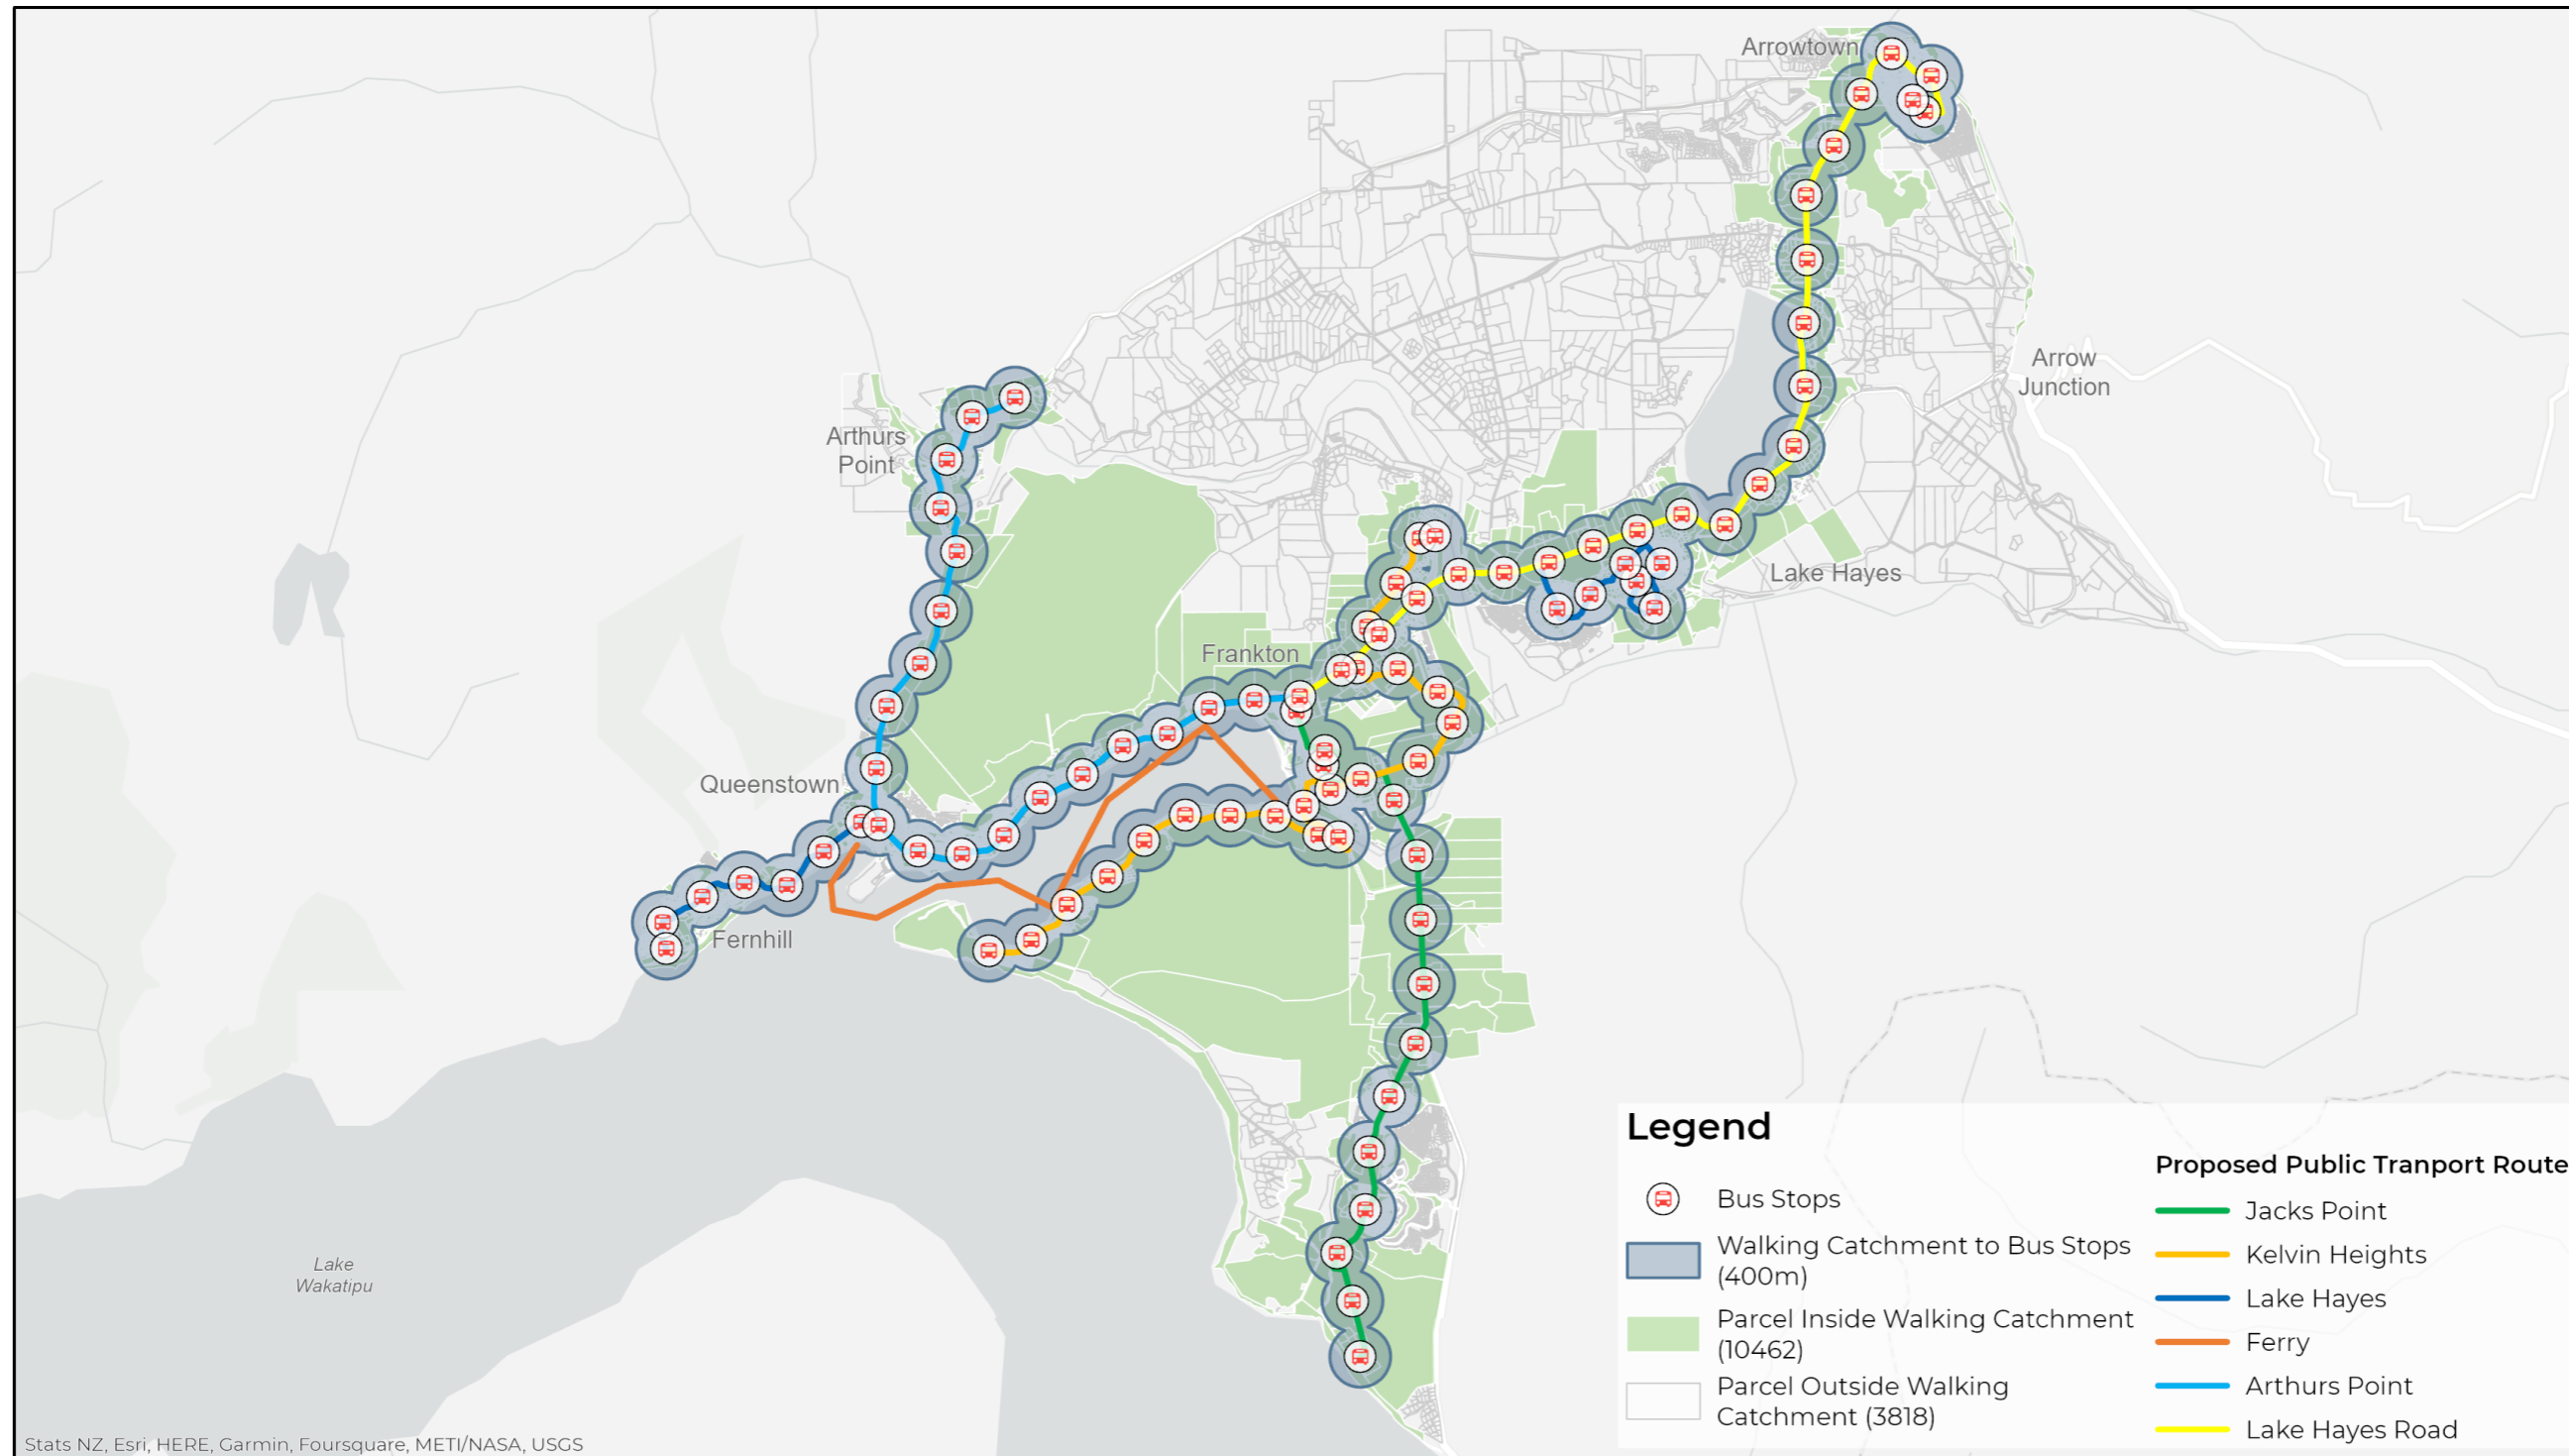 Arrowtown
Arrow
Junction
Arthurs
Point
Lake Hayes
Frankton
Queenstown
Fernhill
Lake
Wakatipu
Legend
Bus Stops
Walking Catchment to Bus Stops
(400m)
Parcel Inside Walking Catchment
(10462)
Parcel Outside Walking
Catchment (3818)
Proposed Public Tranport Route
Jacks Point
Kelvin Heights
Lake Hayes
Ferry
Arthurs Point
Lake Hayes Road
Stats NZ, Esri, HERE, Garmin, Foursquare, METI/NASA, USGS